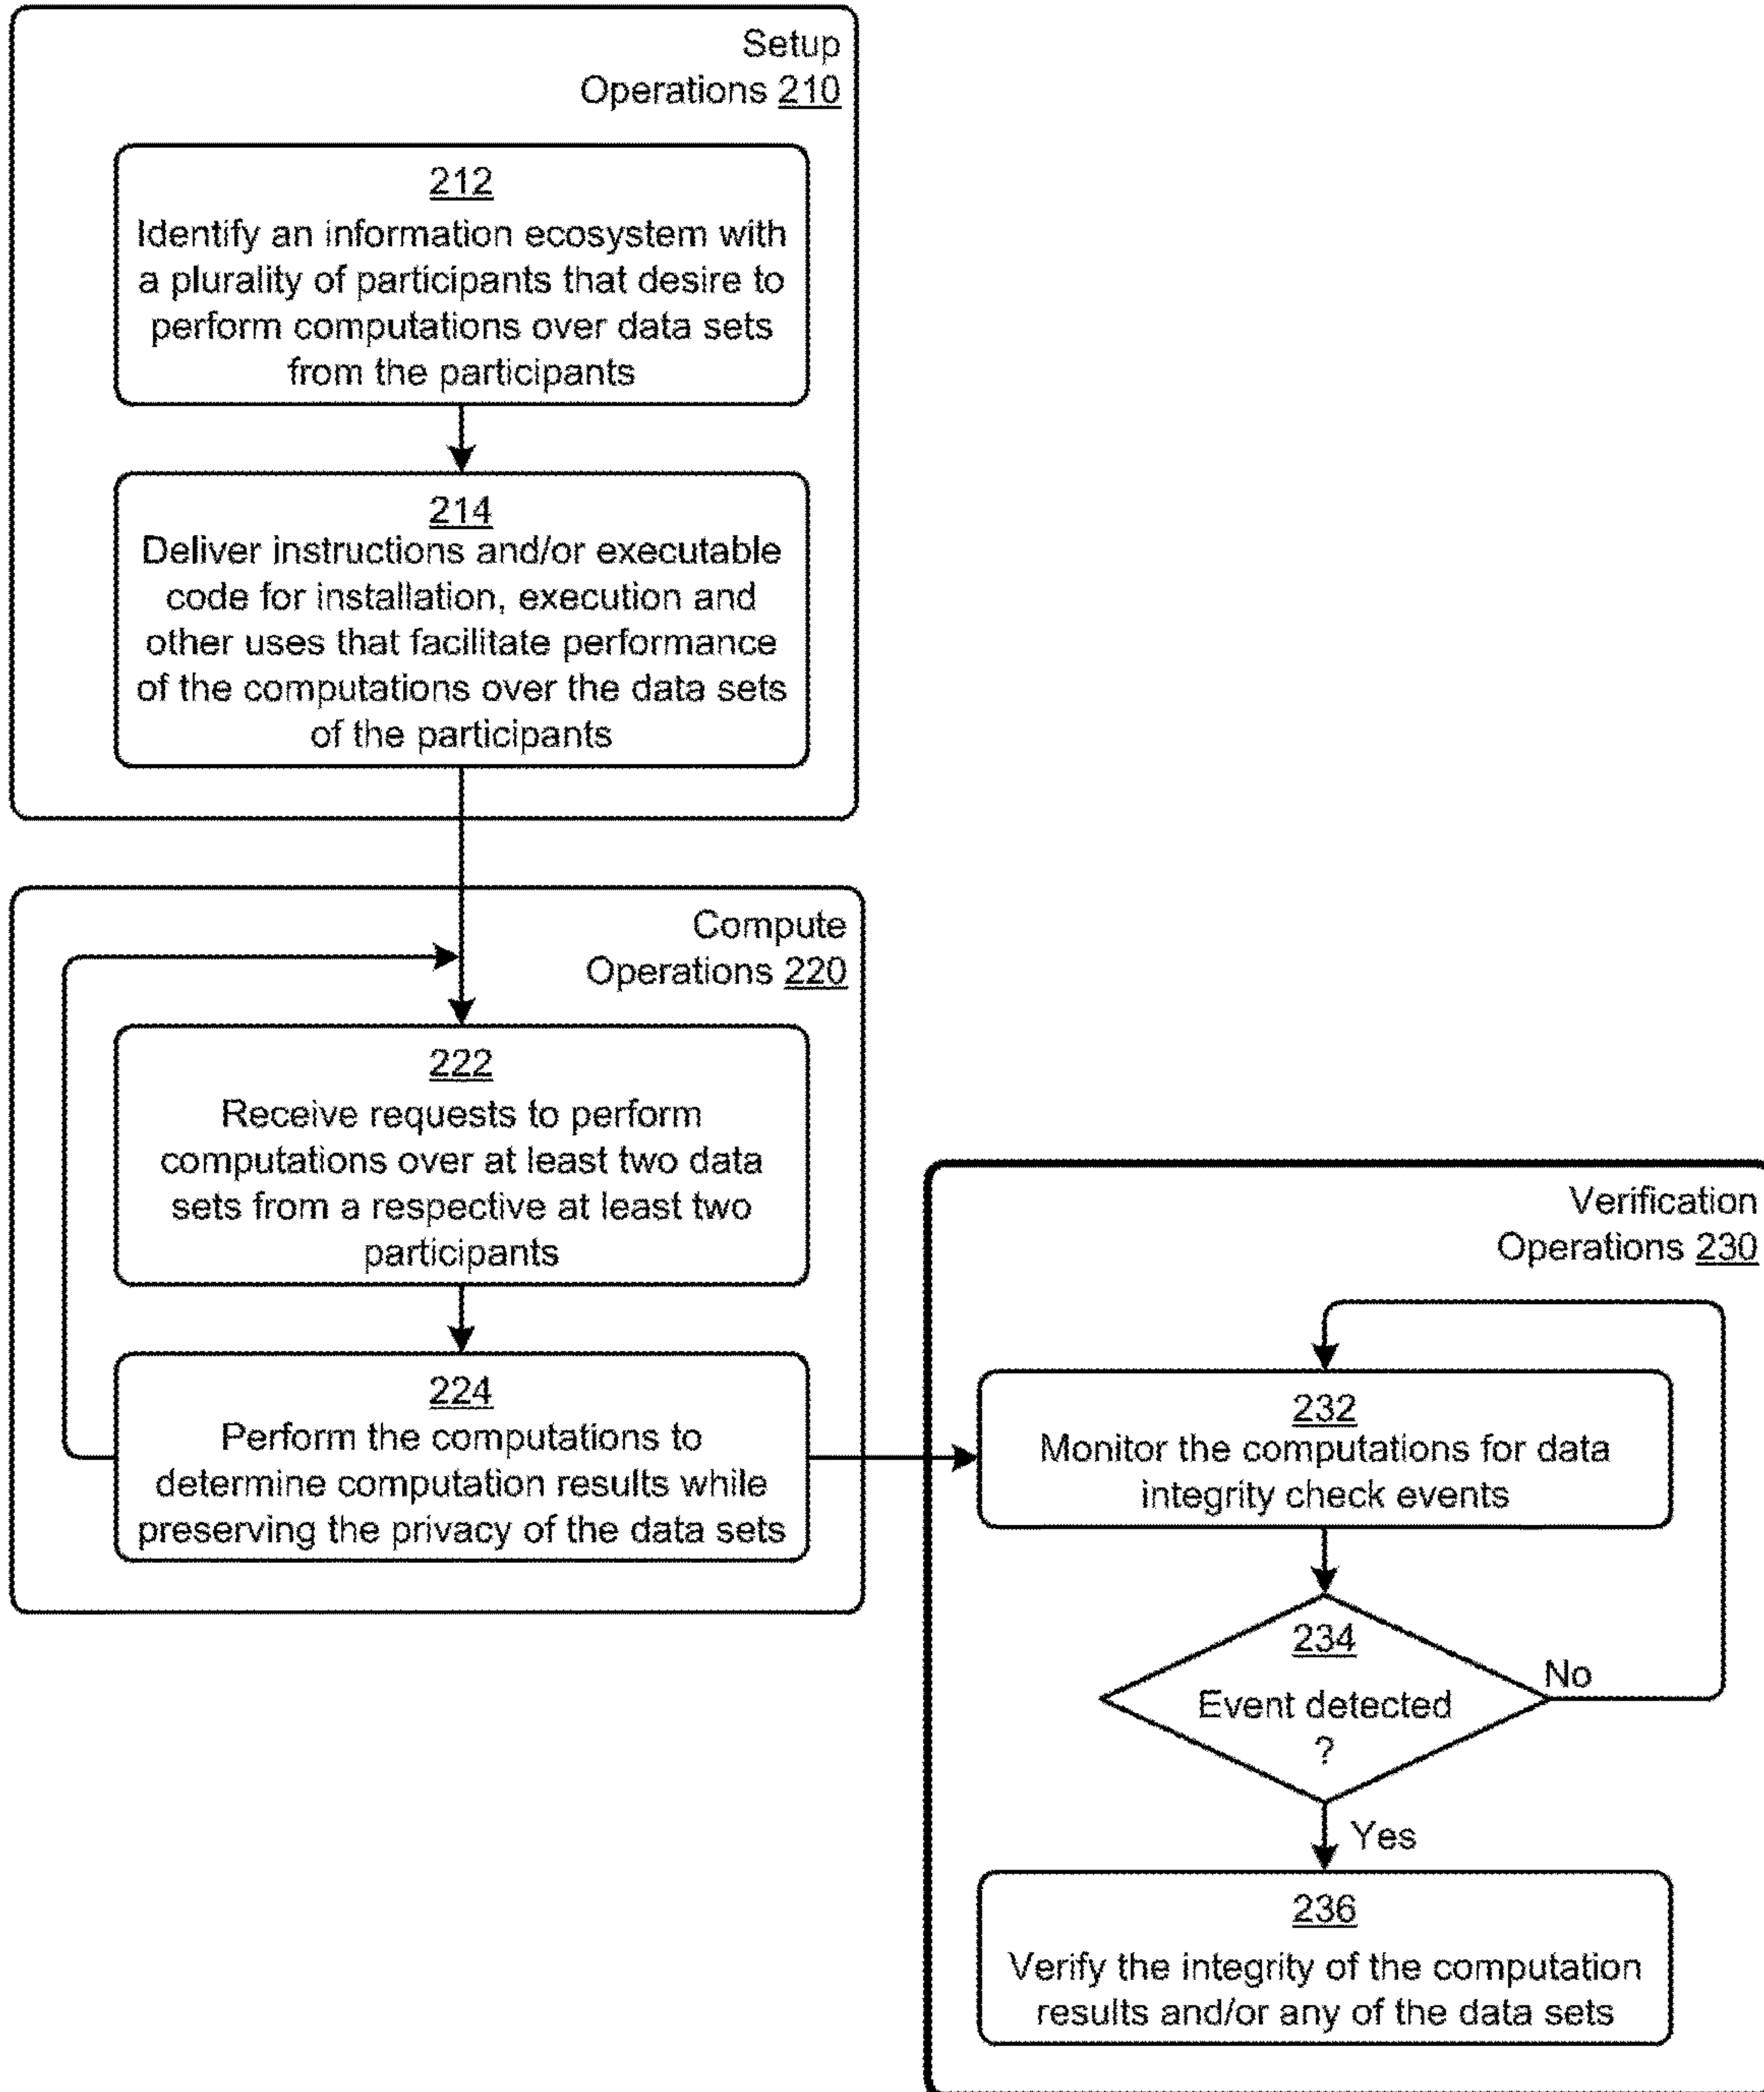 Setup
Operations 210
212
Identify an information ecosystem with
a plurality of participants that desire to
perform computations over data sets
from the participants
214
Deliver instructions and/or executable
code for installation, execution and
other uses that facilitate performance
of the computations over the data sets
of the participants
Compute
Operations 220
222
Receive requests to perform
computations over at least two data
sets from a respective at least two
participants
224
Perform the computations to
determine computation results while
preserving the privacy of the data sets
Verification
Operations 230
232
Monitor the computations for data
integrity check events
234
Event detected
?
No
Yes
236
Verify the integrity of the computation
results and/or any of the data sets